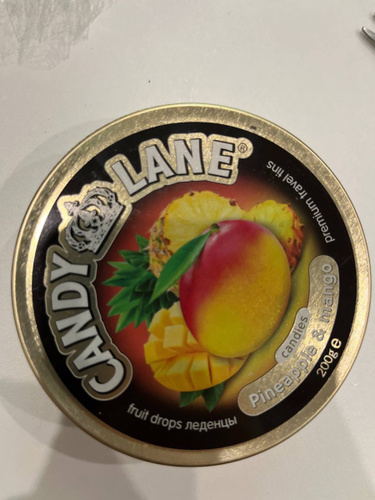 CANDY LANE®
premium travel tins
candies
Pineapple & mango
200g e
fruit drops леденцы